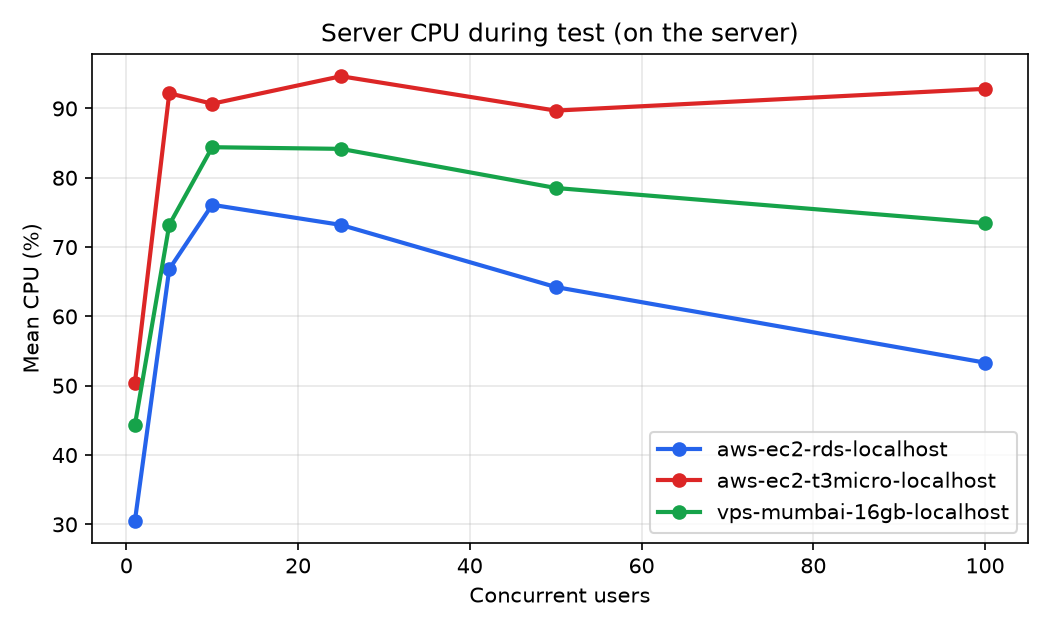 Server CPU during test (on the server)
Mean CPU (%)
90
80
70
60
50
40
30
0 20 40 60 80 100
Concurrent users
aws-ec2-rds-localhost
aws-ec2-t3micro-localhost
vps-mumbai-16gb-localhost